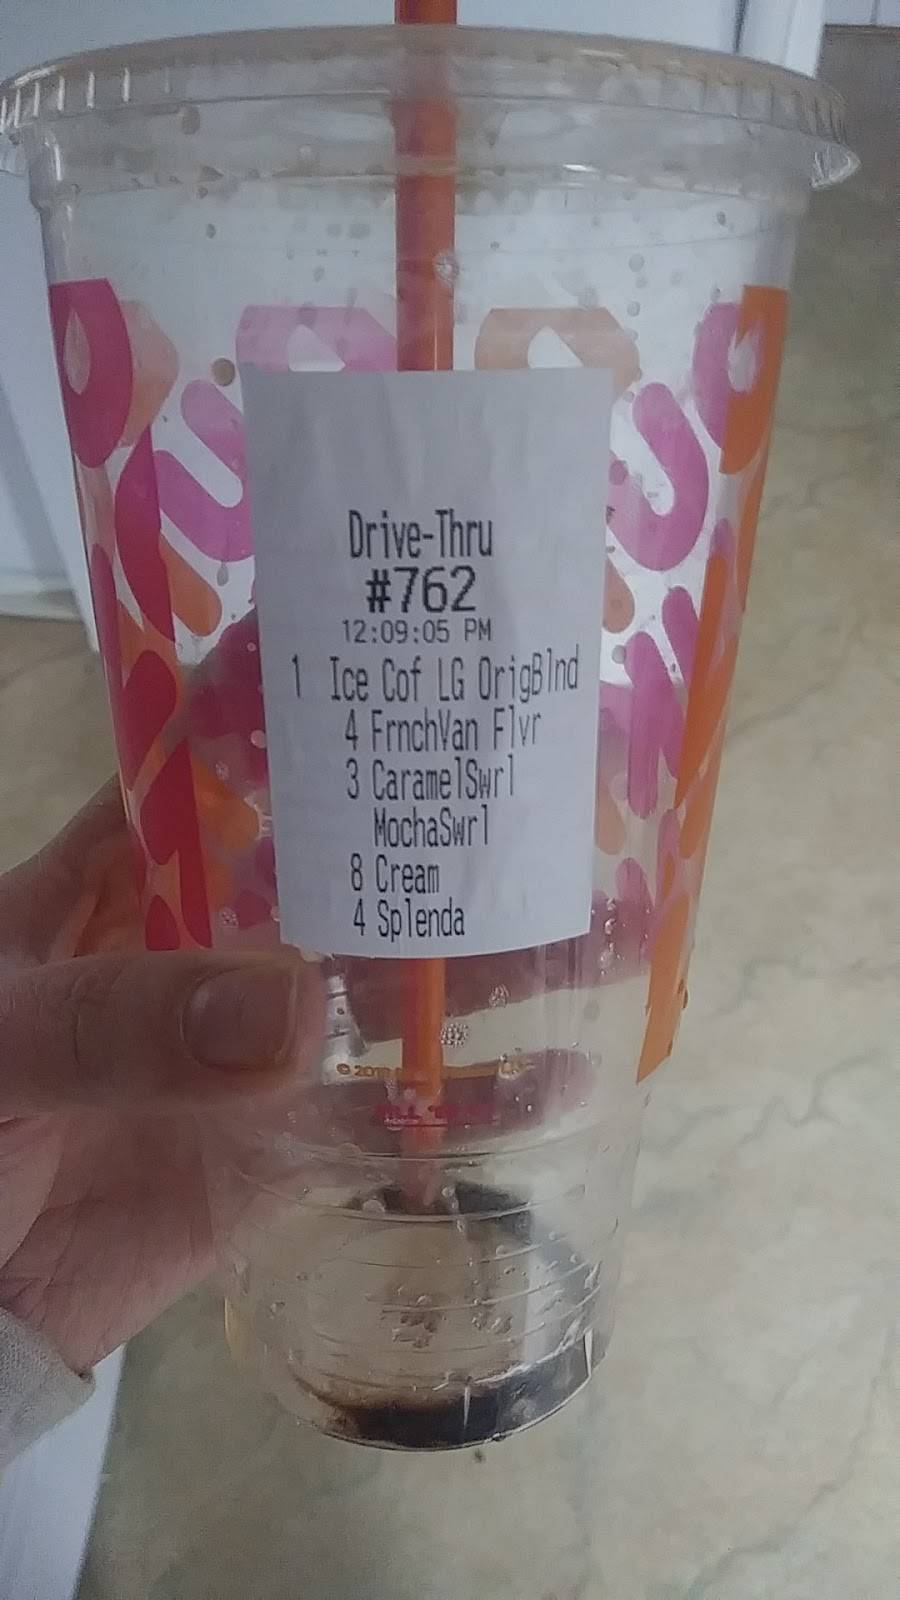 Drive-Thru
#762
12:09:05 PM
1 Ice Cof LG OrigBlnd
4 FrnchVan Flvr
3 CaramelSwrl
MochaSwrl
8 Cream
4 Splenda